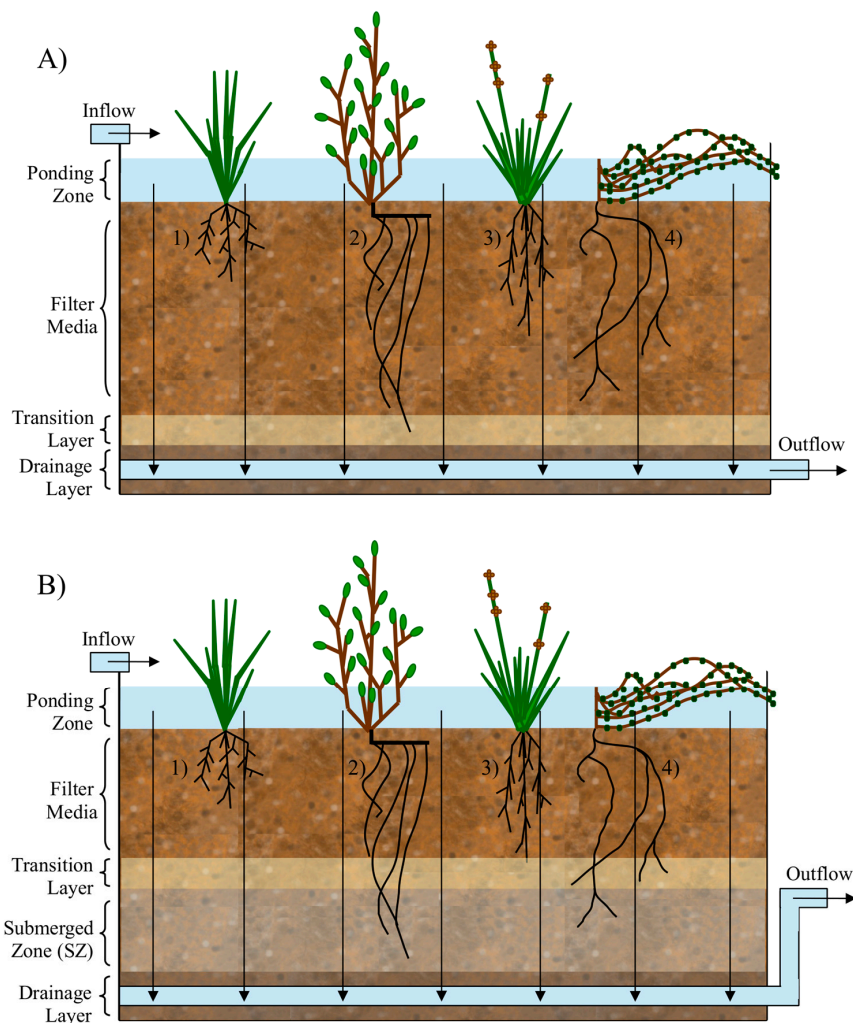 A)
Inflow
Ponding
Zone
1)
2)
3)
4)
Filter
Media
Transition
Layer
Outflow
Drainage
Layer
B)
Inflow
Ponding
Zone
1)
2)
3)
4)
Filter
Media
Transition
Layer
Outflow
Submerged
Zone (SZ)
Drainage
Layer